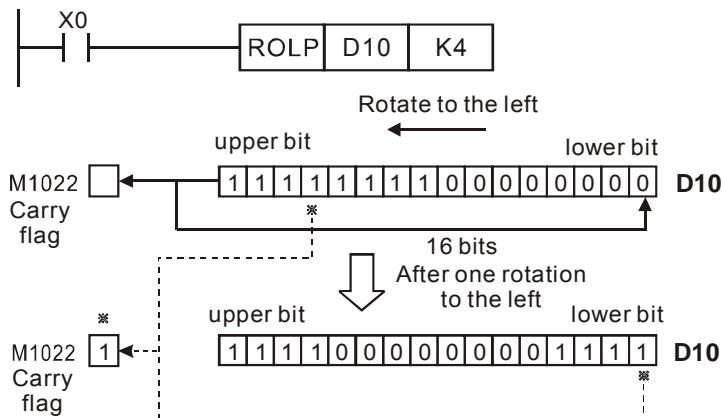 X0
ROLP D10 K4
Rotate to the left
upper bit lower bit
M1022 1 1 1 1 1 1 1 1 0 0 0 0 0 0 0 0 D10
Carry
flag
※
16 bits
After one rotation
to the left
upper bit lower bit
※
M1022 1 1 1 1 1 0 0 0 0 0 0 0 0 1 1 1 1 D10
Carry
flag
※